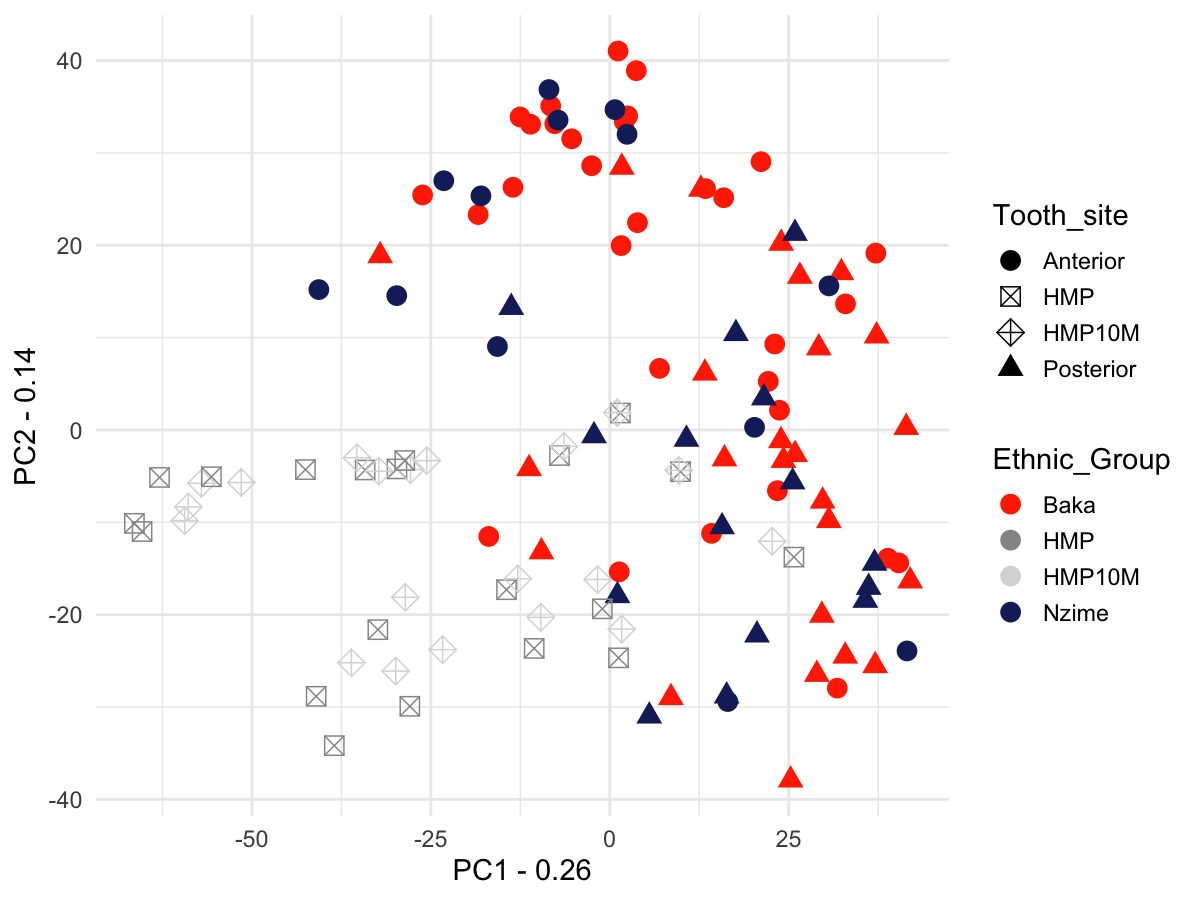 40
20
0
-20
-40
-50
-25
0
25
PC1 - 0.26
PC2 - 0.14
Tooth_site
Anterior
HMP
HMP10M
Posterior
Ethnic_Group
Baka
HMP
HMP10M
Nzime